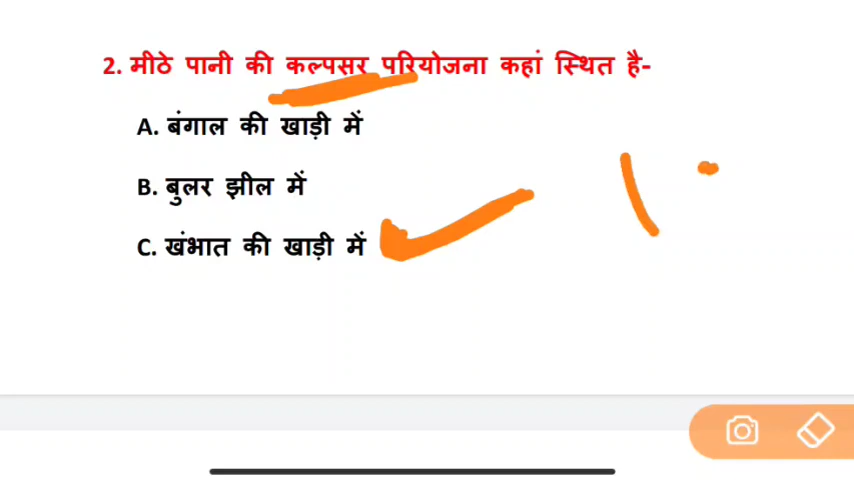 2. मीठे पानी की कल्पसर परियोजना कहां स्थित है-
A. बंगाल की खाड़ी में
B. बुलर झील में
C. खंभात की खाड़ी में